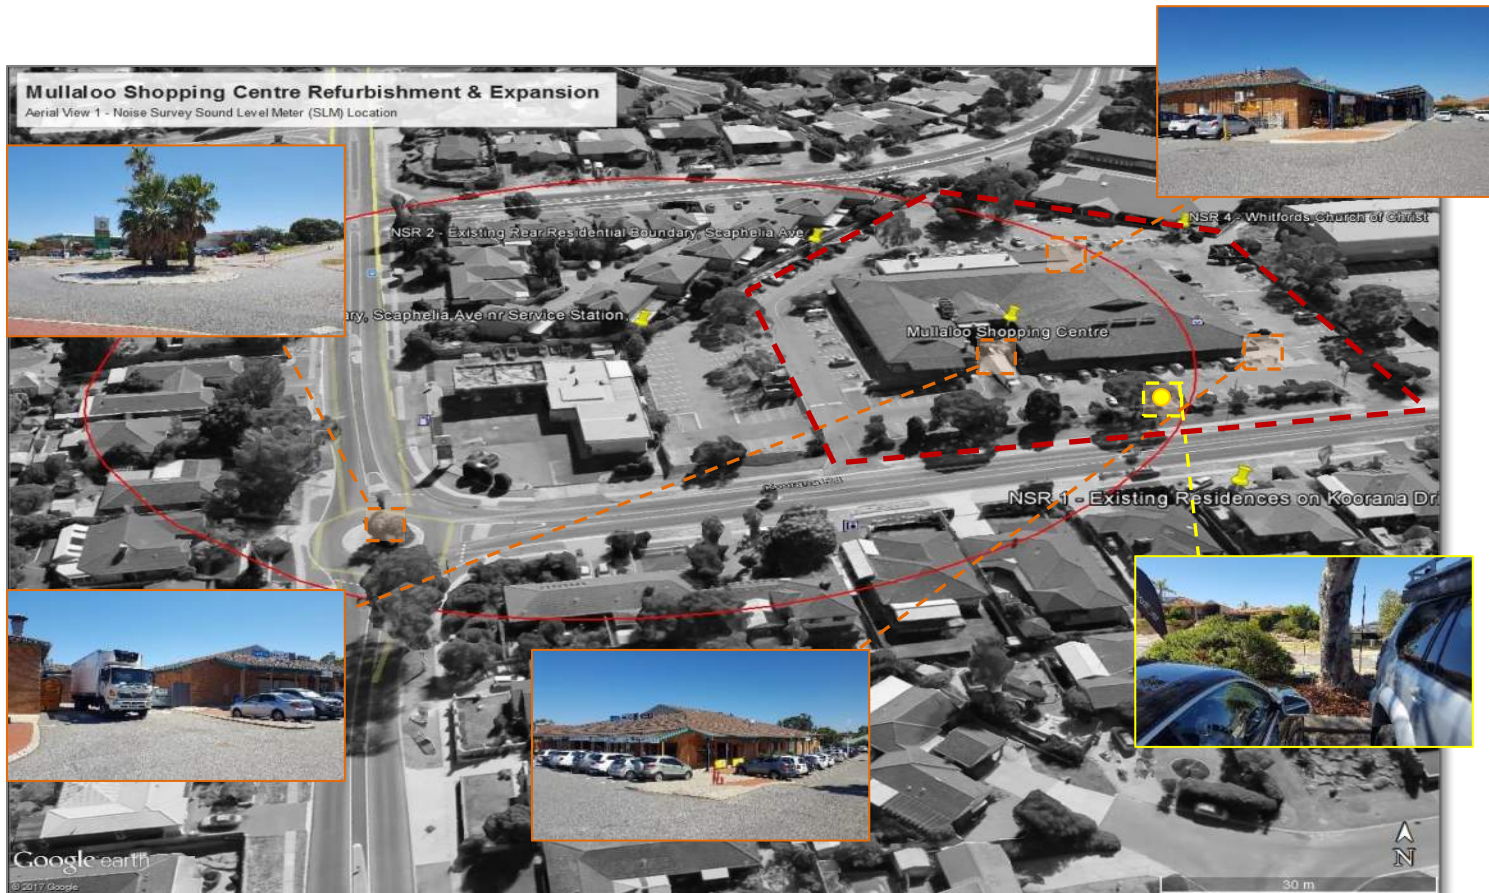 Mullaloo Shopping Centre Refurbishment & Expansion
Aerial View 1 - Noise Survey Sound Level Meter (SLM) Location
NSR 4 - Whitfords Church of Christ
NSR 2 - Existing Rear Residential Boundary, Scaphelia Ave
ary, Scaphelia Ave nr Service Station
Mullaloo Shopping Centre
NSR 1 - Existing Residences on Koorana Dri
N
Google earth
© 2017 Google
30 m